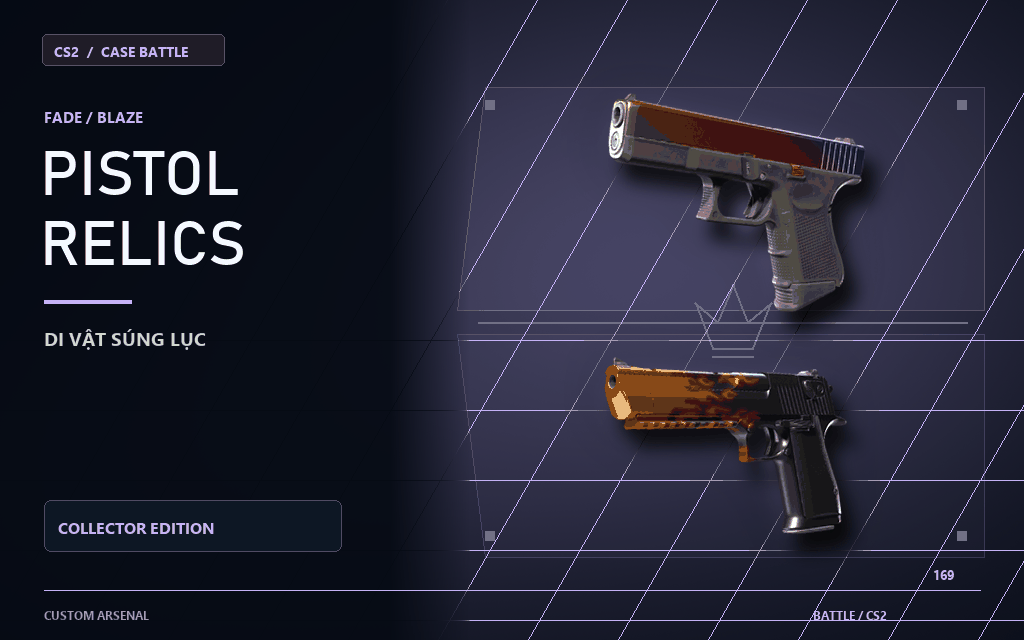 CS2 / CASE BATTLE
FADE / BLAZE
PISTOL
RELICS
DI VẬT SÚNG LỤC
COLLECTOR EDITION
169
CUSTOM ARSENAL
BATTLE / CS2